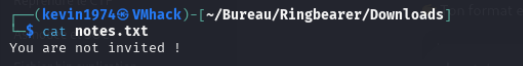 ┌──(kevin1974㉿VMhack)-[~/Bureau/Ringbearer/Downloads]
└─$ cat notes.txt
You are not invited !